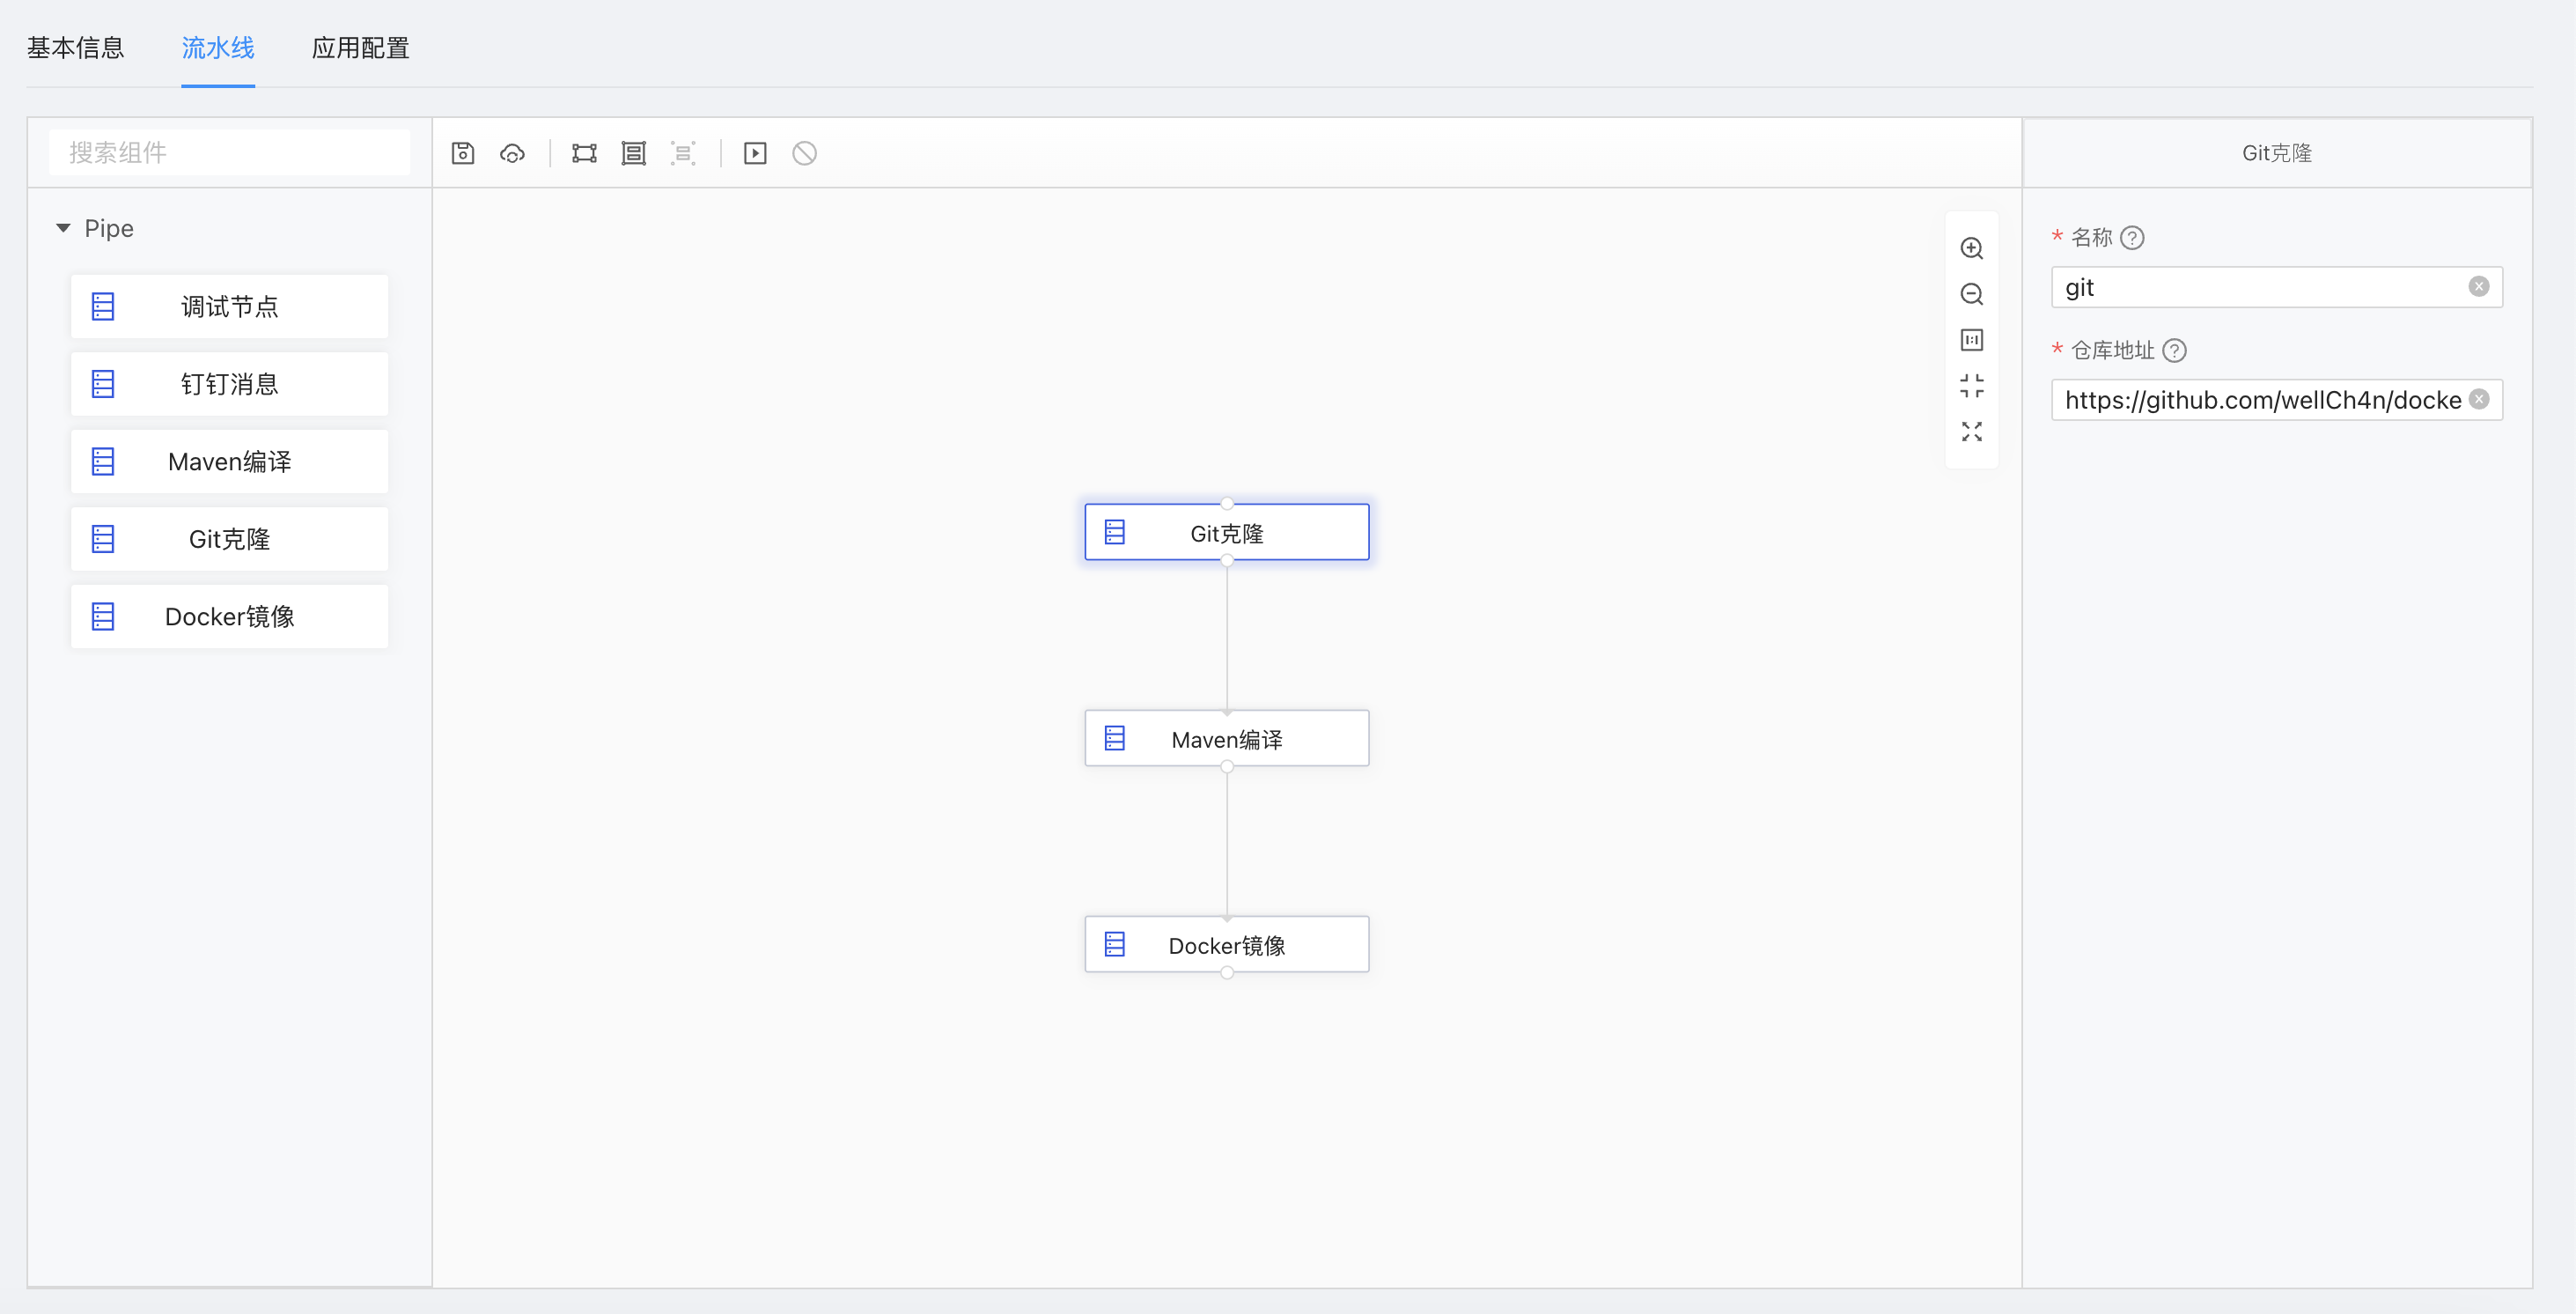 基本信息 流水线 应用配置
搜索组件
Pipe
调试节点
钉钉消息
Maven编译
Git克隆
Docker镜像
Git克隆
Maven编译
Docker镜像
Git克隆
* 名称 ?
git
* 仓库地址 ?
https://github.com/wellCh4n/docke